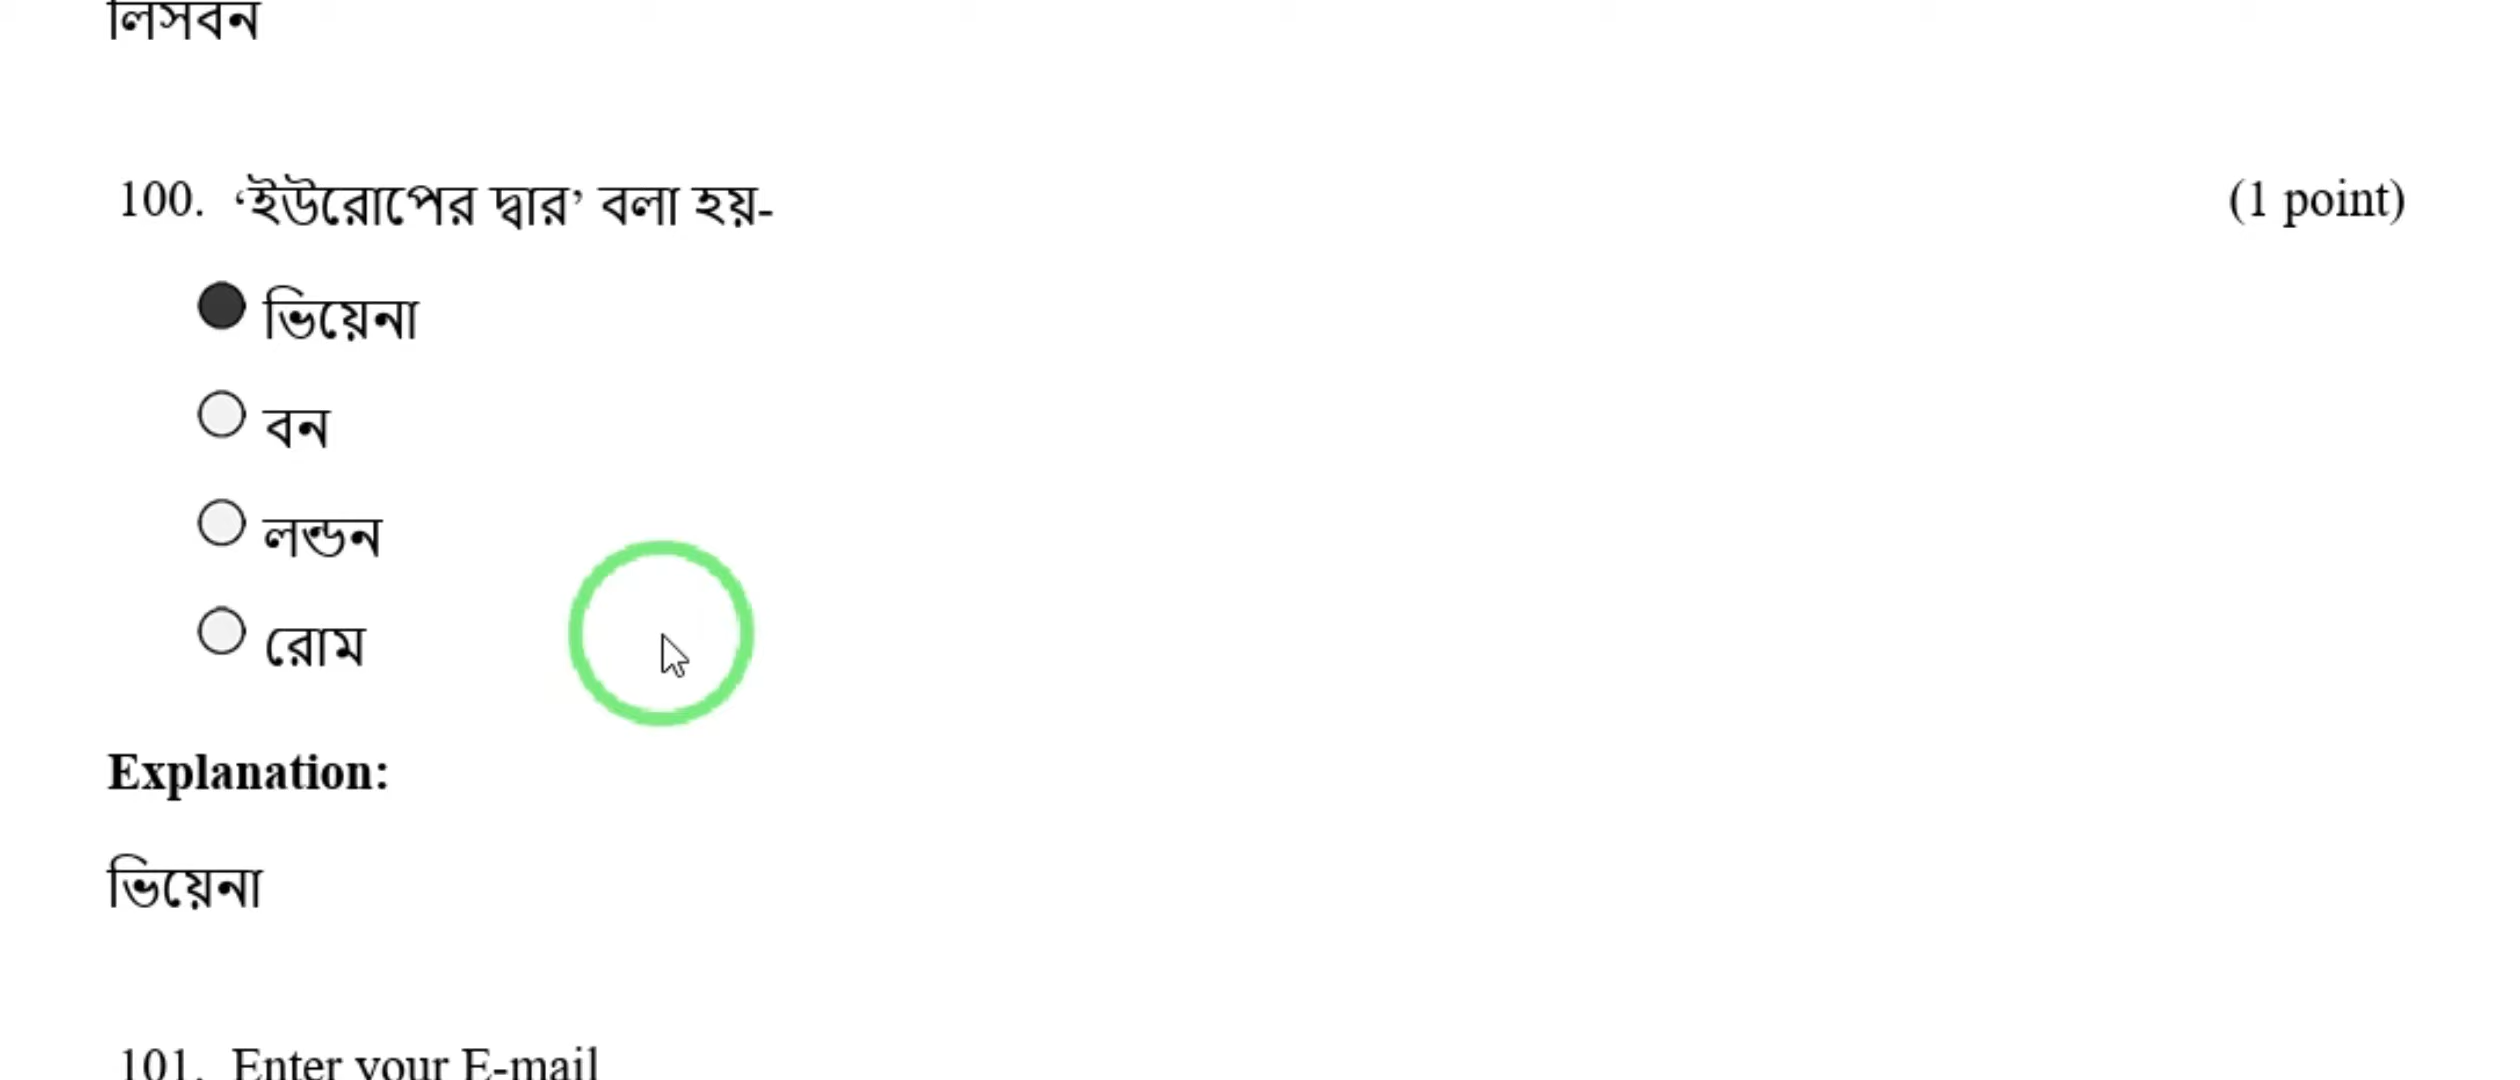 লিসবন
100. ‘ইউরোপের দ্বার’ বলা হয়-
(1 point)
ভিয়েনা
বন
লন্ডন
রোম
Explanation:
ভিয়েনা
101. Enter your E-mail